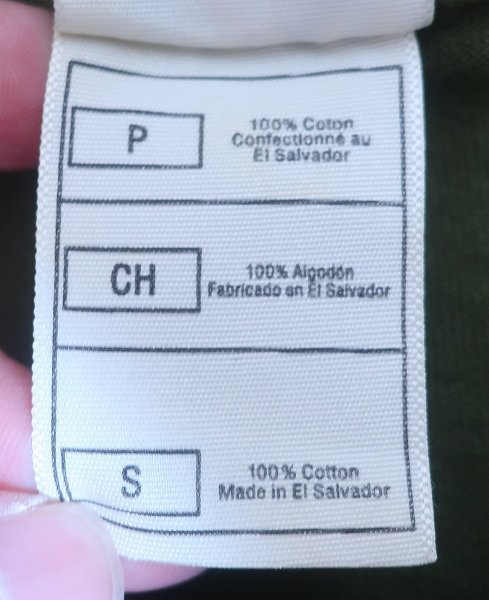 P
100% Coton
Confectionné au
El Salvador
CH
100% Algodón
Fabricado en El Salvador
S
100% Cotton
Made in El Salvador